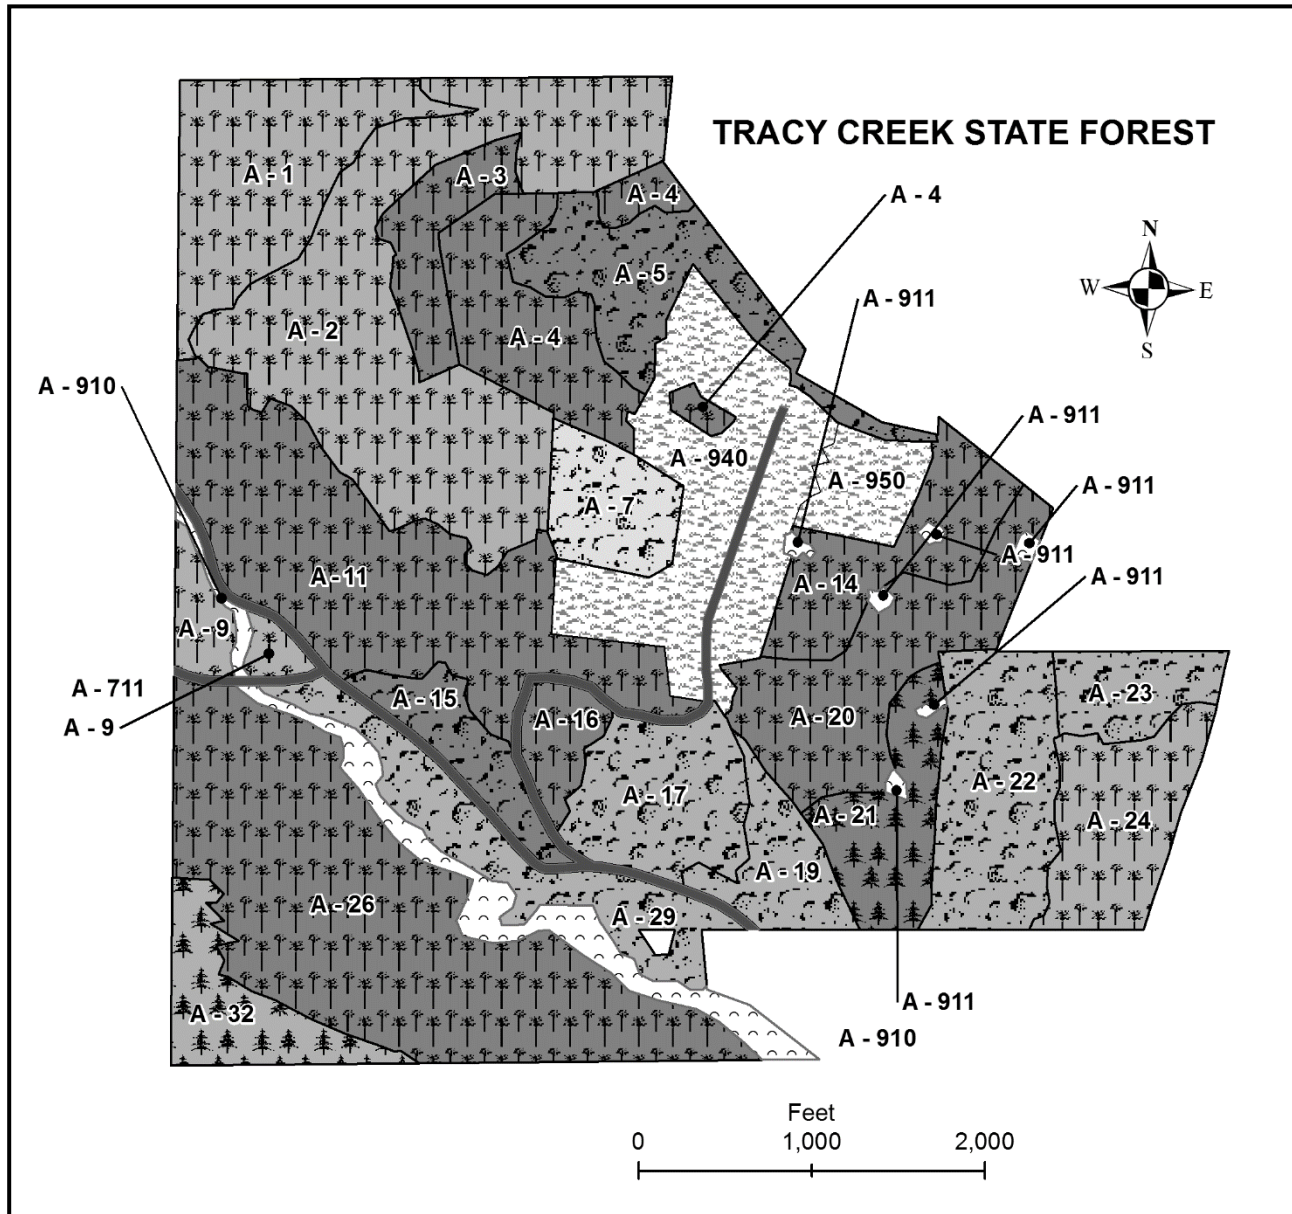 TRACY CREEK STATE FOREST
A - 1
A - 3
A - 4
A - 4
N
W
E
S
A - 5
A - 911
A - 2
A - 4
A - 910
A - 911
A - 940
A - 950
A - 911
A - 7
A - 911
A - 11
A - 14
A - 911
A - 9
A - 711
A - 9
A - 15
A - 16
A - 20
A - 23
A - 17
A - 22
A - 21
A - 24
A - 19
A - 26
A - 29
A - 32
A - 911
A - 910
Feet
0
1,000
2,000